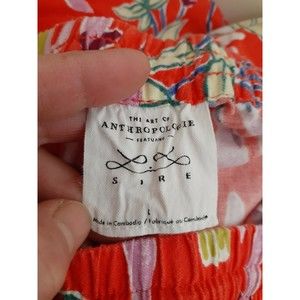 THE ART OF
ANTHROPOLOGIE
FEATURING
SIRE
L
Made in Cambodia / Fabriqué au Cambodge